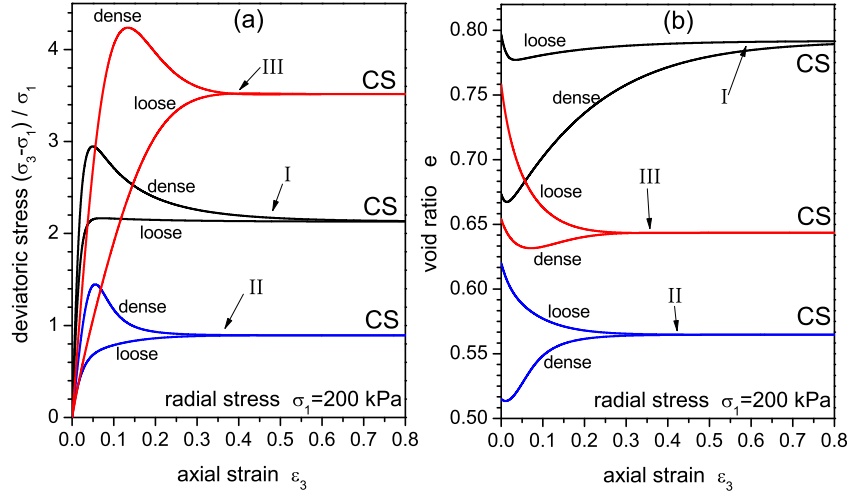 (a)
dense
III
CS
loose
I
dense
CS
loose
II
dense
CS
loose
radial stress σ₁=200 kPa
4
3
2
1
0
0.0 0.1 0.2 0.3 0.4 0.5 0.6 0.7 0.8
axial strain ε₃
deviatoric stress (σ₃-σ₁) / σ₁
(b)
loose
CS
I
dense
III
loose
CS
dense
II
loose
CS
dense
radial stress σ₁=200 kPa
0.80
0.75
0.70
0.65
0.60
0.55
0.50
0.0 0.1 0.2 0.3 0.4 0.5 0.6 0.7 0.8
axial strain ε₃
void ratio e